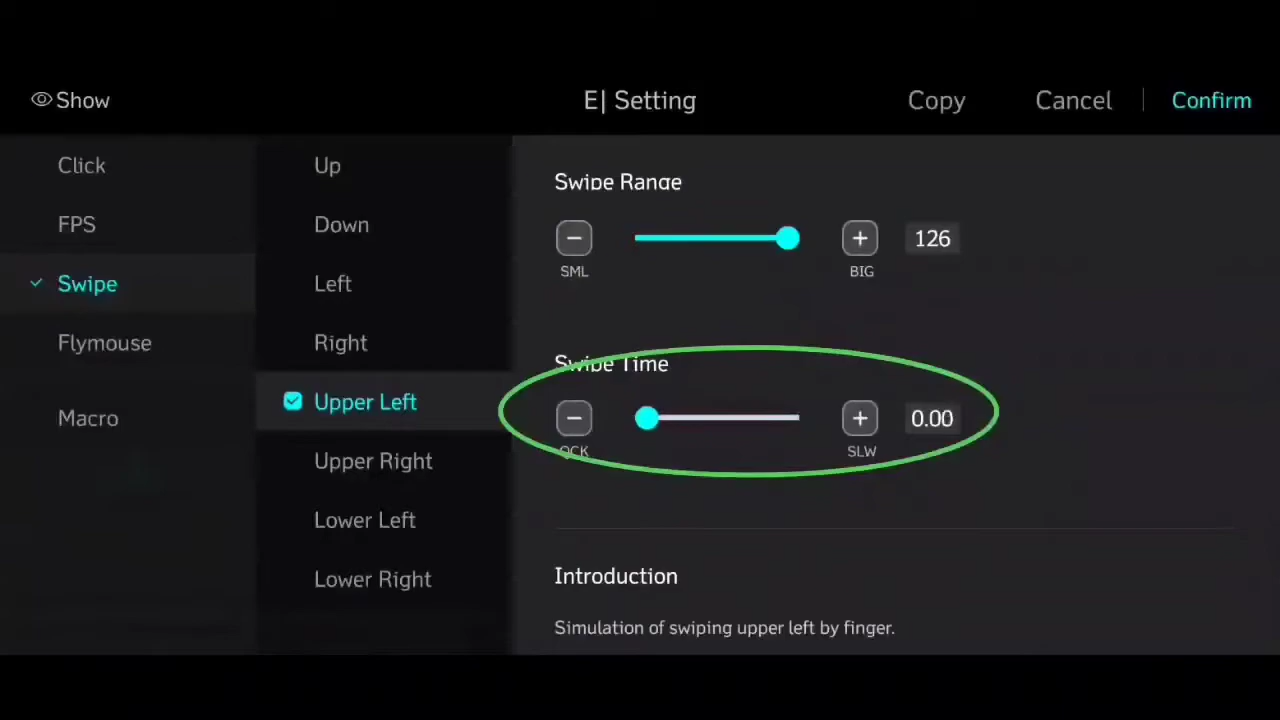 Show
E| Setting
Copy
Cancel
Confirm
Click
FPS
Swipe
Flymouse
Macro
Up
Down
Left
Right
Upper Left
Upper Right
Lower Left
Lower Right
Swipe Range
126
SML
BIG
Swipe Time
0.00
QCK
SLW
Introduction
Simulation of swiping upper left by finger.